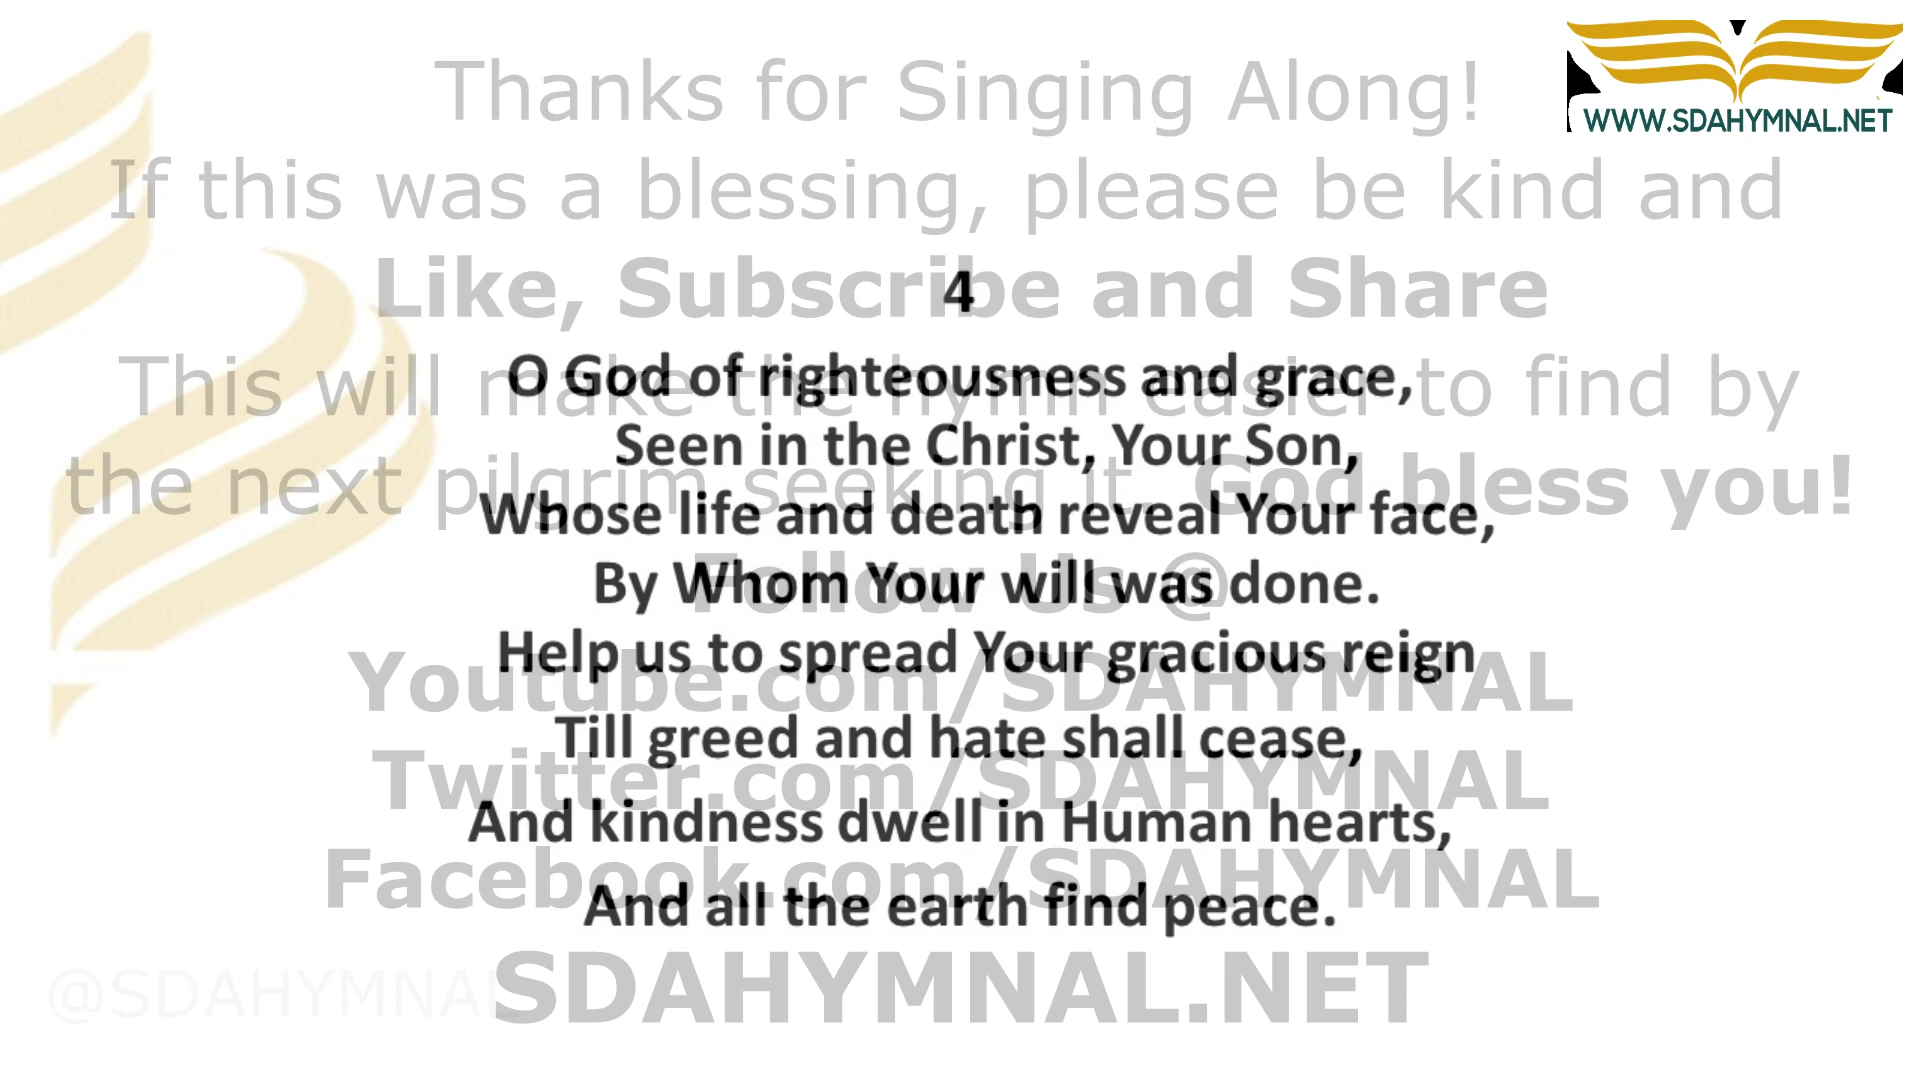 WWW.SDAHYMNAL.NET
Thanks for Singing Along!
If this was a blessing, please be kind and
Like, Subscribe and Share
This will make the hymn easier to find by
the next pilgrim seeking it. God bless you!
Follow Us @
Youtube.com/SDAHYMNAL
Twitter.com/SDAHYMNAL
Facebook.com/SDAHYMNAL
SDAHYMNAL.NET
4
O God of righteousness and grace,
Seen in the Christ, Your Son,
Whose life and death reveal Your face,
By Whom Your will was done.
Help us to spread Your gracious reign
Till greed and hate shall cease,
And kindness dwell in Human hearts,
And all the earth find peace.
@SDAHYMNAL